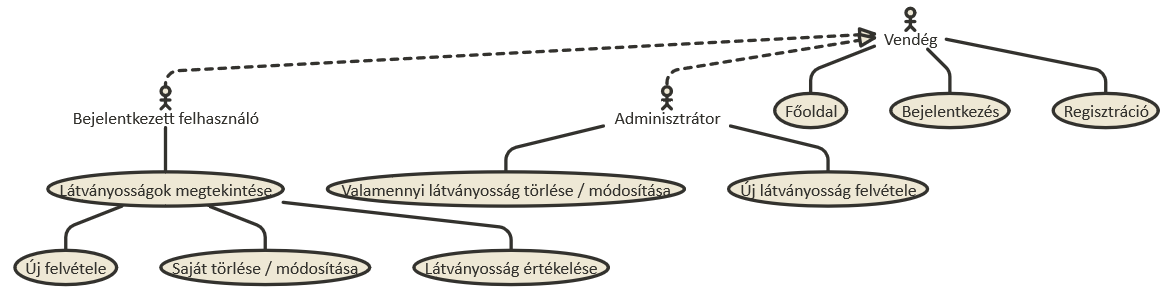 Vendég
Bejelentkezett felhasználó
Adminisztrátor
Főoldal
Bejelentkezés
Regisztráció
Látványosságok megtekintése
Valamennyi látványosság törlése / módosítása
Új látványosság felvétele
Új felvétele
Saját törlése / módosítása
Látványosság értékelése